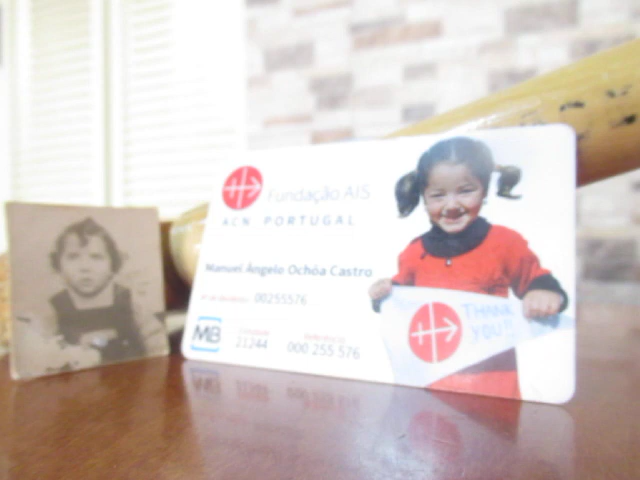 Fundação AIS
ACN PORTUGAL
Manuel Ângelo Ochôa Castro
00255576
MB
21244
000 255 576
THANK
YOU!!